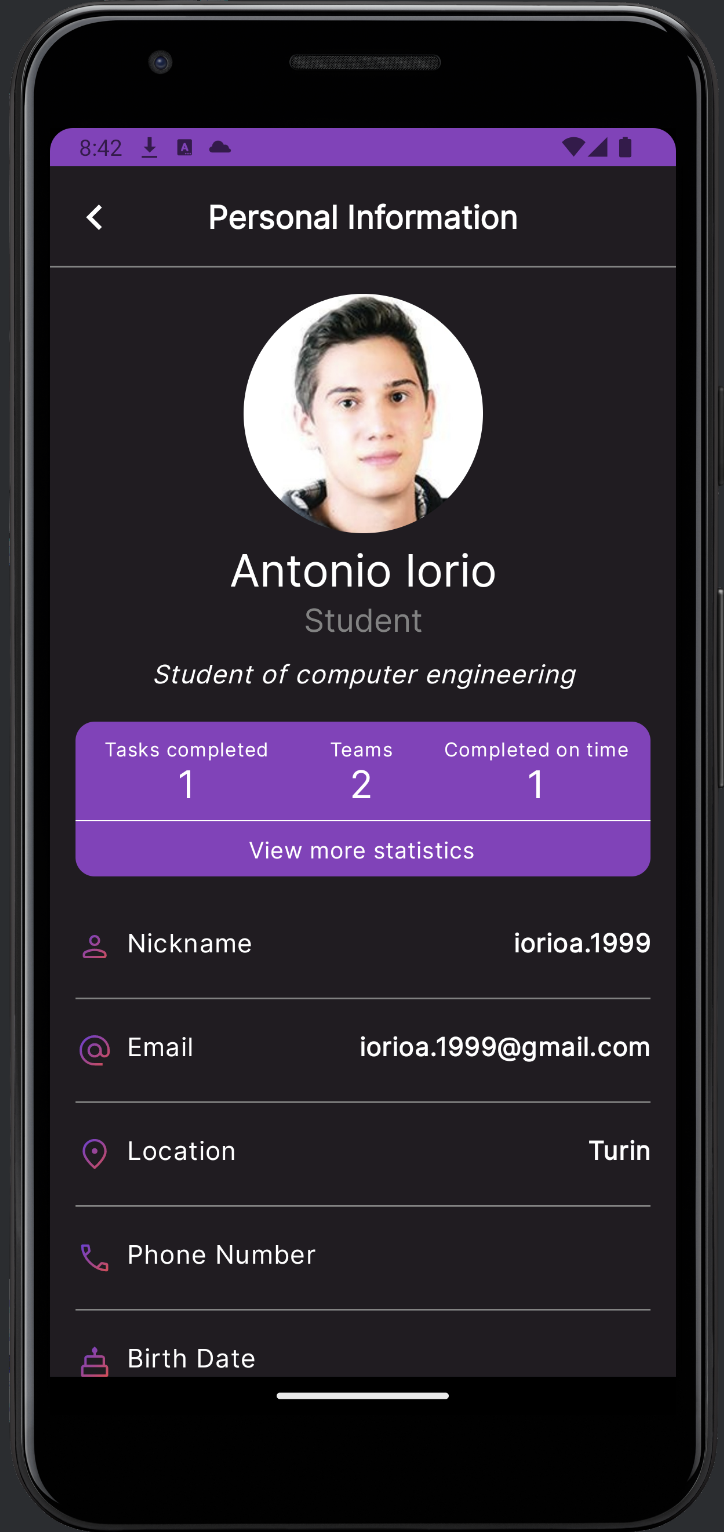 8:42
Personal Information
Antonio Iorio
Student
Student of computer engineering
Tasks completed Teams Completed on time
1 2 1
View more statistics
Nickname iorioa.1999
Email iorioa.1999@gmail.com
Location Turin
Phone Number
Birth Date